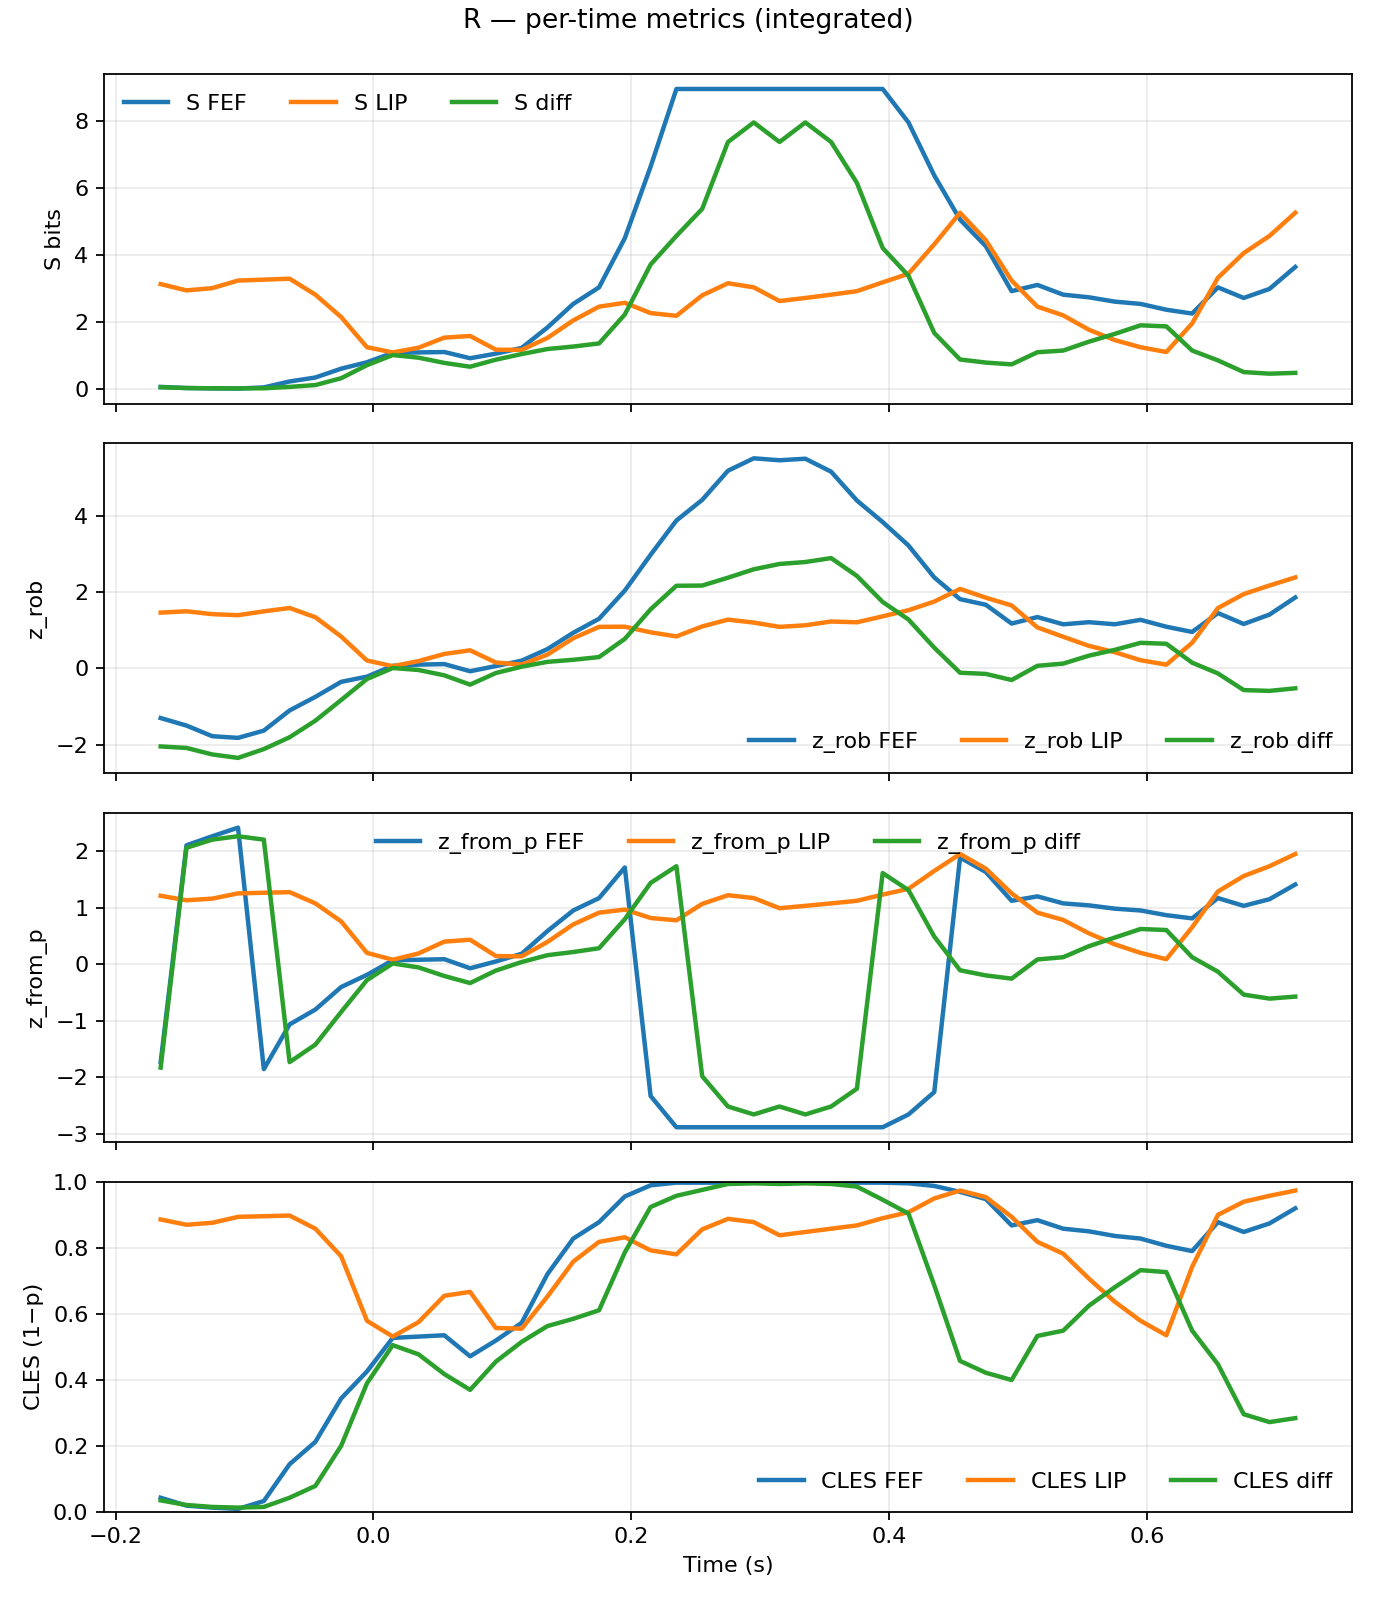 R — per-time metrics (integrated)
S FEF S LIP S diff
8
6
4
2
0
S bits
4
2
0
−2
z_rob
z_rob FEF z_rob LIP z_rob diff
z_from_p FEF z_from_p LIP z_from_p diff
2
1
0
−1
−2
−3
z_from_p
1.0
0.8
0.6
0.4
0.2
0.0
CLES (1−p)
CLES FEF CLES LIP CLES diff
−0.2 0.0 0.2 0.4 0.6
Time (s)